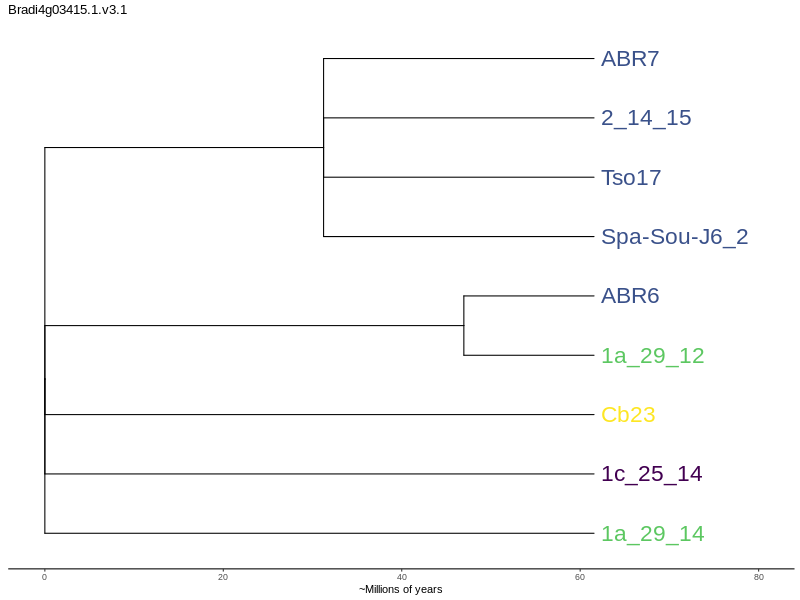 Bradi4g03415.1.v3.1
ABR7
2_14_15
Tso17
Spa-Sou-J6_2
ABR6
1a_29_12
Cb23
1c_25_14
1a_29_14
0 20 40 60 80
~Millions of years